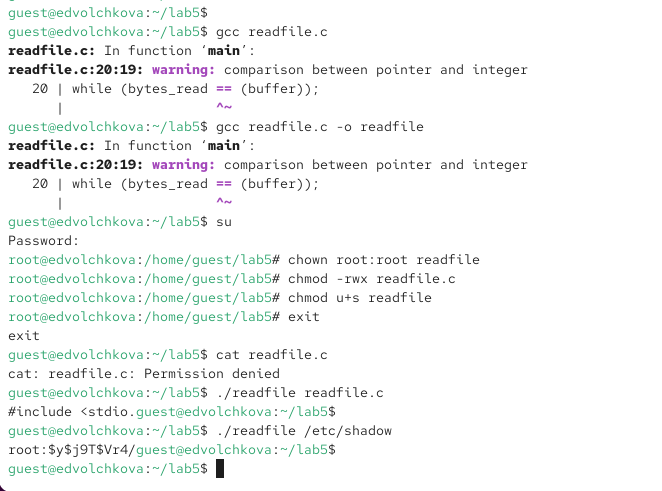 guest@edvolchkova:~/lab5$
guest@edvolchkova:~/lab5$ gcc readfile.c
readfile.c: In function ‘main’:
readfile.c:20:19: warning: comparison between pointer and integer
   20 | while (bytes_read == (buffer));
      |                   ^~
guest@edvolchkova:~/lab5$ gcc readfile.c -o readfile
readfile.c: In function ‘main’:
readfile.c:20:19: warning: comparison between pointer and integer
   20 | while (bytes_read == (buffer));
      |                   ^~
guest@edvolchkova:~/lab5$ su
Password:
root@edvolchkova:/home/guest/lab5# chown root:root readfile
root@edvolchkova:/home/guest/lab5# chmod -rwx readfile.c
root@edvolchkova:/home/guest/lab5# chmod u+s readfile
root@edvolchkova:/home/guest/lab5# exit
exit
guest@edvolchkova:~/lab5$ cat readfile.c
cat: readfile.c: Permission denied
guest@edvolchkova:~/lab5$ ./readfile readfile.c
#include <stdio.guest@edvolchkova:~/lab5$
guest@edvolchkova:~/lab5$ ./readfile /etc/shadow
root:$y$j9T$Vr4/guest@edvolchkova:~/lab5$
guest@edvolchkova:~/lab5$